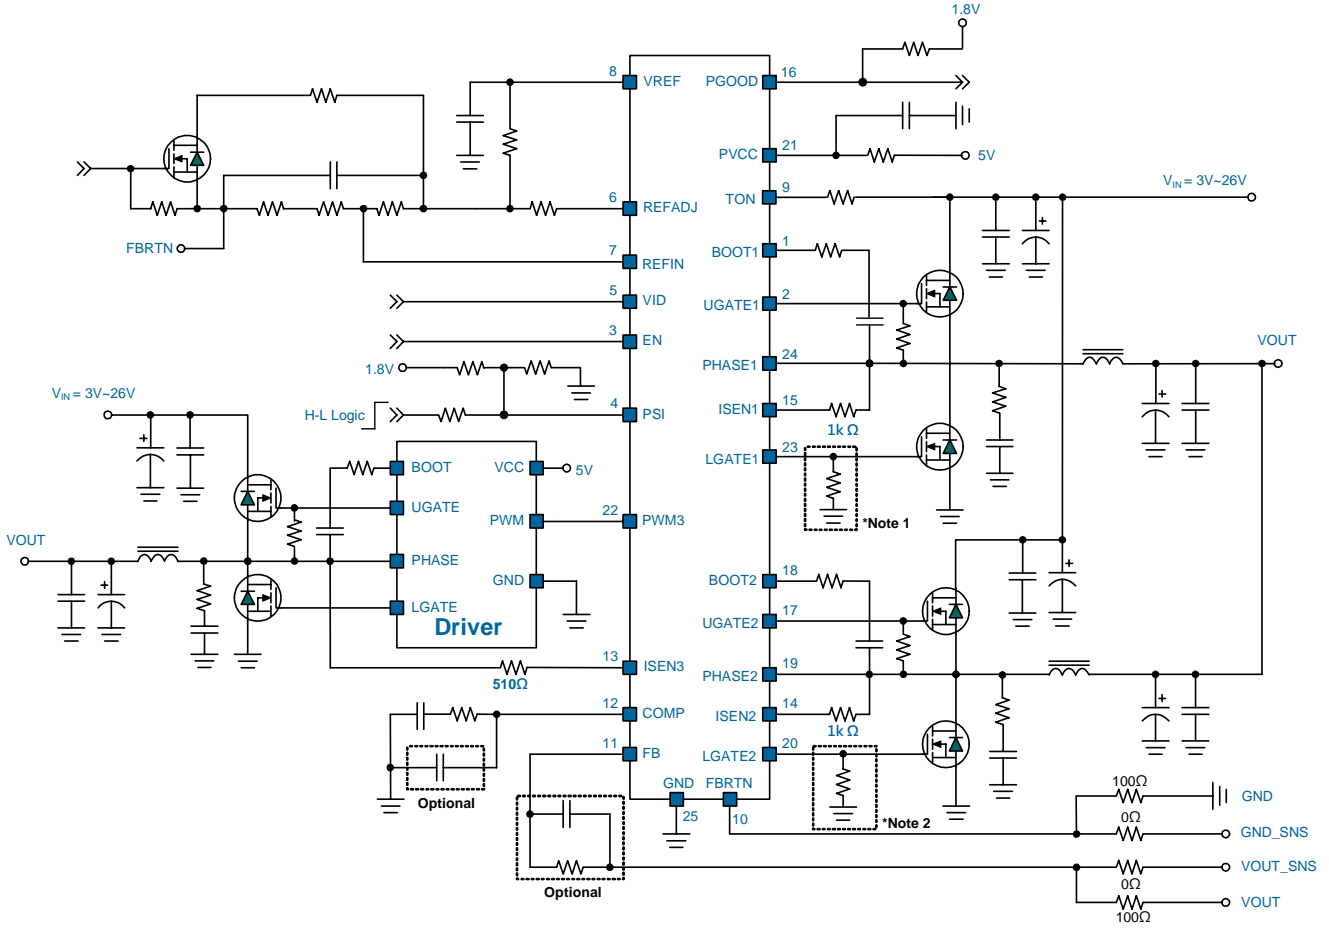 1.8V
8
VREF
PGOOD
16
21
PVCC
5V
9
TON
V_IN = 3V~26V
6
REFADJ
1
BOOT1
FBRTN
7
REFIN
5
VID
2
UGATE1
3
EN
VOUT
24
PHASE1
1.8V
V_IN = 3V~26V
H-L Logic
4
PSI
15
ISEN1
1k Ω
23
LGATE1
BOOT
VCC
5V
UGATE
PWM
22
PWM3
*Note 1
VOUT
PHASE
GND
18
BOOT2
LGATE
Driver
17
UGATE2
13
ISEN3
510Ω
19
PHASE2
12
COMP
14
ISEN2
1k Ω
11
FB
20
LGATE2
Optional
GND
FBRTN
25
10
*Note 2
100Ω
GND
0Ω
GND_SNS
VOUT_SNS
0Ω
Optional
VOUT
100Ω